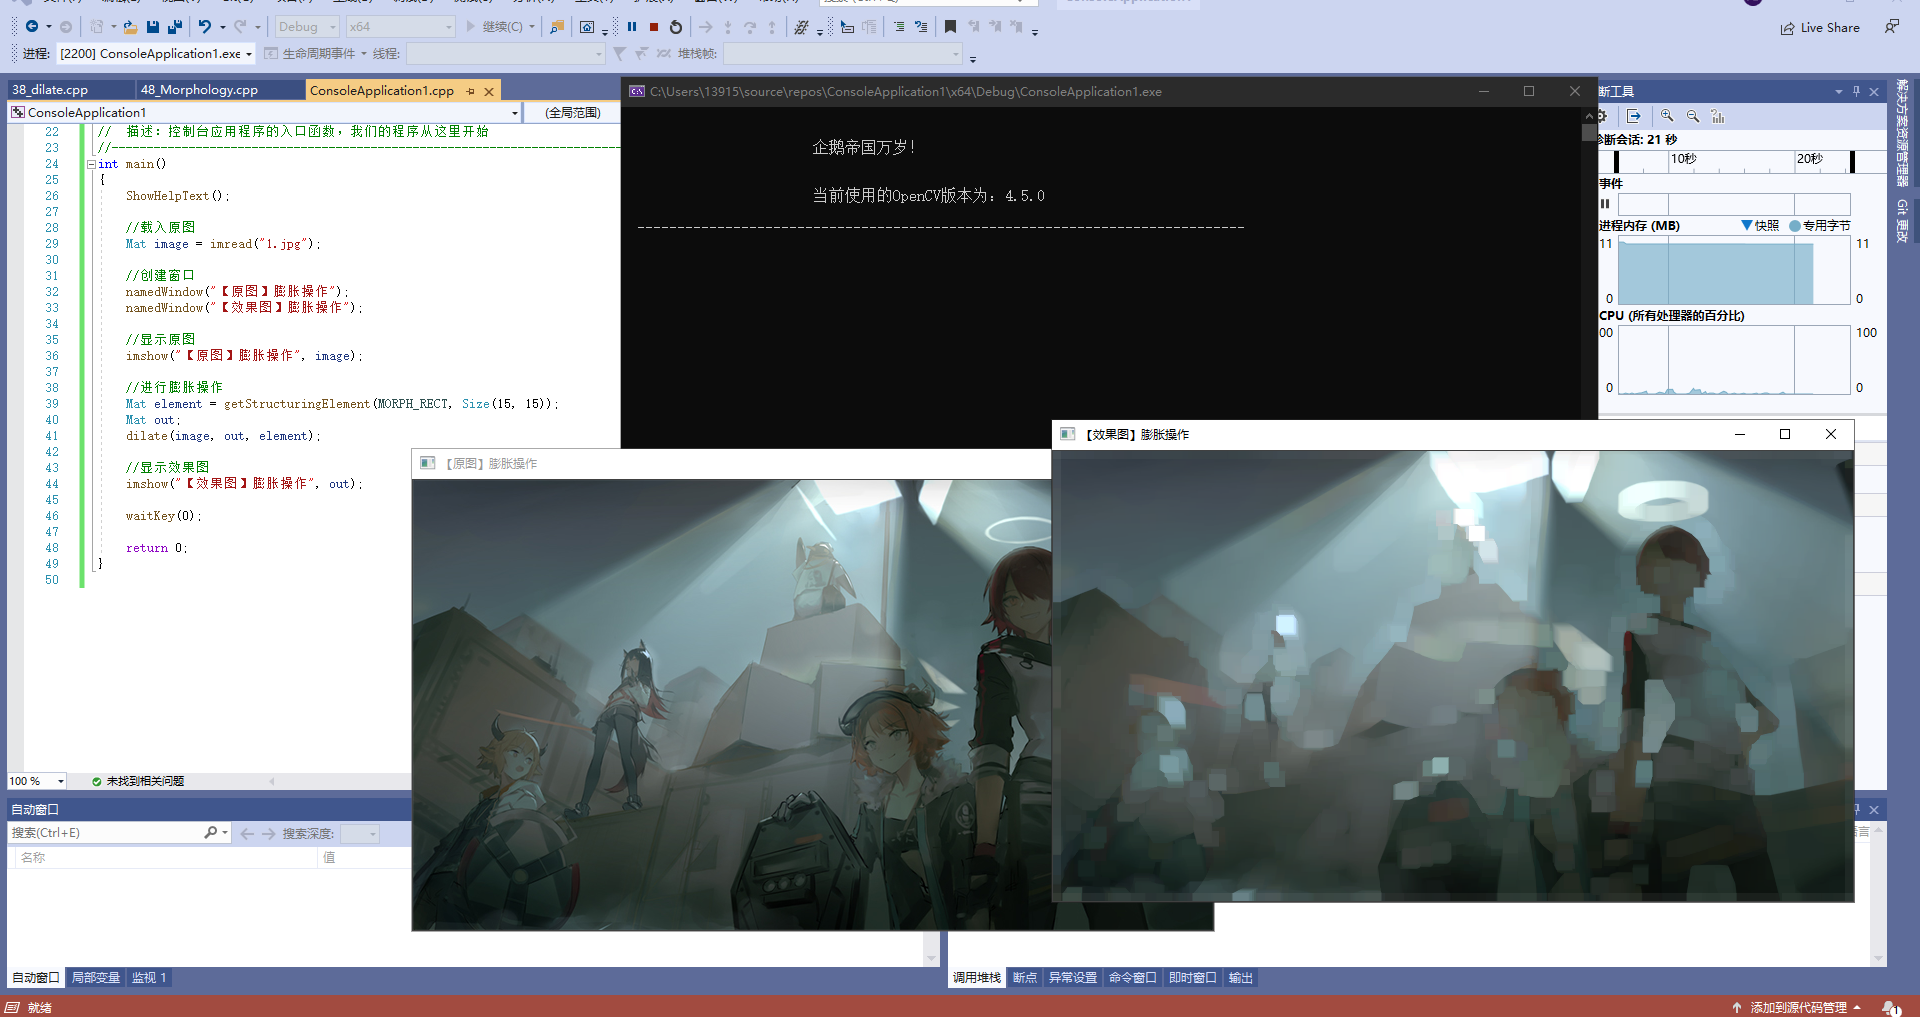 Debug
x64
继续(C)
Live Share
进程:
[2200] ConsoleApplication1.exe
生命周期事件
线程:
堆栈帧:
38_dilate.cpp
48_Morphology.cpp
ConsoleApplication1.cpp
ConsoleApplication1
(全局范围)
22 // 描述：控制台应用程序的入口函数，我们的程序从这里开始
23 //----------------------------------------------------------------------
24 int main()
25 {
26 ShowHelpText();
27
28 //载入原图
29 Mat image = imread("1.jpg");
30
31 //创建窗口
32 namedWindow("【原图】膨胀操作");
33 namedWindow("【效果图】膨胀操作");
34
35 //显示原图
36 imshow("【原图】膨胀操作", image);
37
38 //进行膨胀操作
39 Mat element = getStructuringElement(MORPH_RECT, Size(15, 15));
40 Mat out;
41 dilate(image, out, element);
42
43 //显示效果图
44 imshow("【效果图】膨胀操作", out);
45
46 waitKey(0);
47
48 return 0;
49 }
50
C:\Users\13915\source\repos\ConsoleApplication1\x64\Debug\ConsoleApplication1.exe
企鹅帝国万岁！
当前使用的OpenCV版本为：4.5.0
----------------------------------------------------------------------------
断工具
诊断会话: 21 秒
10秒
20秒
事件
进程内存 (MB)
快照
专用字节
11
11
0
0
CPU (所有处理器的百分比)
00
100
0
0
解决方案资源管理器
Git 更改
【原图】膨胀操作
【效果图】膨胀操作
100 %
未找到相关问题
自动窗口
搜索(Ctrl+E)
搜索深度:
名称
值
语言
自动窗口
局部变量
监视 1
调用堆栈
断点
异常设置
命令窗口
即时窗口
输出
就绪
添加到源代码管理
1